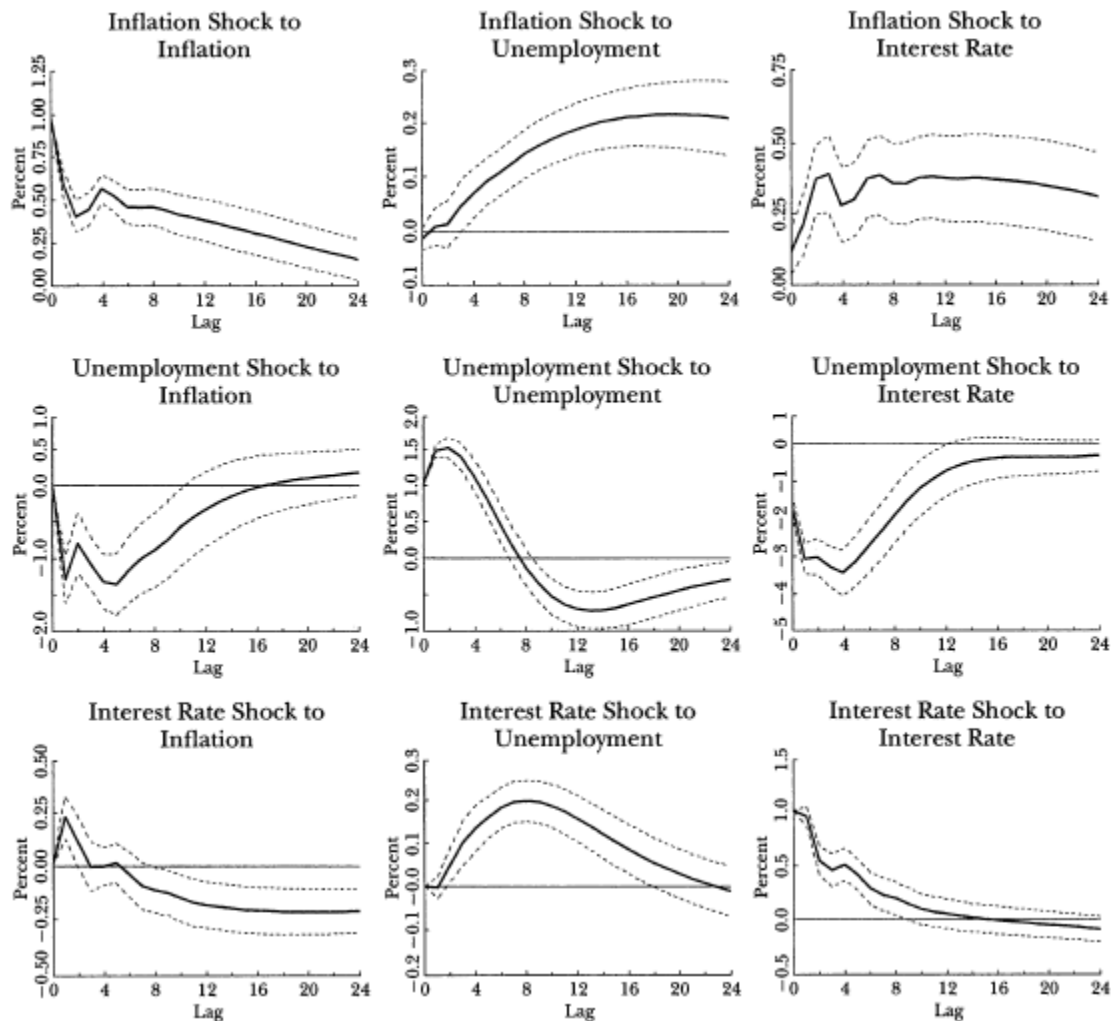 Inflation Shock to
Inflation
Percent
1.25
1.00
0.75
0.50
0.25
0.00
0 4 8 12 16 20 24
Lag
Inflation Shock to
Unemployment
Percent
0.3
0.2
0.1
0.0
−0.1
0 4 8 12 16 20 24
Lag
Inflation Shock to
Interest Rate
Percent
0.75
0.50
0.25
0.00
0 4 8 12 16 20 24
Lag
Unemployment Shock to
Inflation
Percent
1.0
0.5
0.0
−1.0
−2.0
0 4 8 12 16 20 24
Lag
Unemployment Shock to
Unemployment
Percent
2.0
1.5
1.0
0.5
0.0
−1.0
0 4 8 12 16 20 24
Lag
Unemployment Shock to
Interest Rate
Percent
1
0
−1
−2
−3
−4
−5
0 4 8 12 16 20 24
Lag
Interest Rate Shock to
Inflation
Percent
0.50
0.25
0.00
−0.25
−0.50
0 4 8 12 16 20 24
Lag
Interest Rate Shock to
Unemployment
Percent
0.3
0.2
0.1
−0.0
−0.1
−0.2
0 4 8 12 16 20 24
Lag
Interest Rate Shock to
Interest Rate
Percent
1.5
1.0
0.5
0.0
−0.5
0 4 8 12 16 20 24
Lag